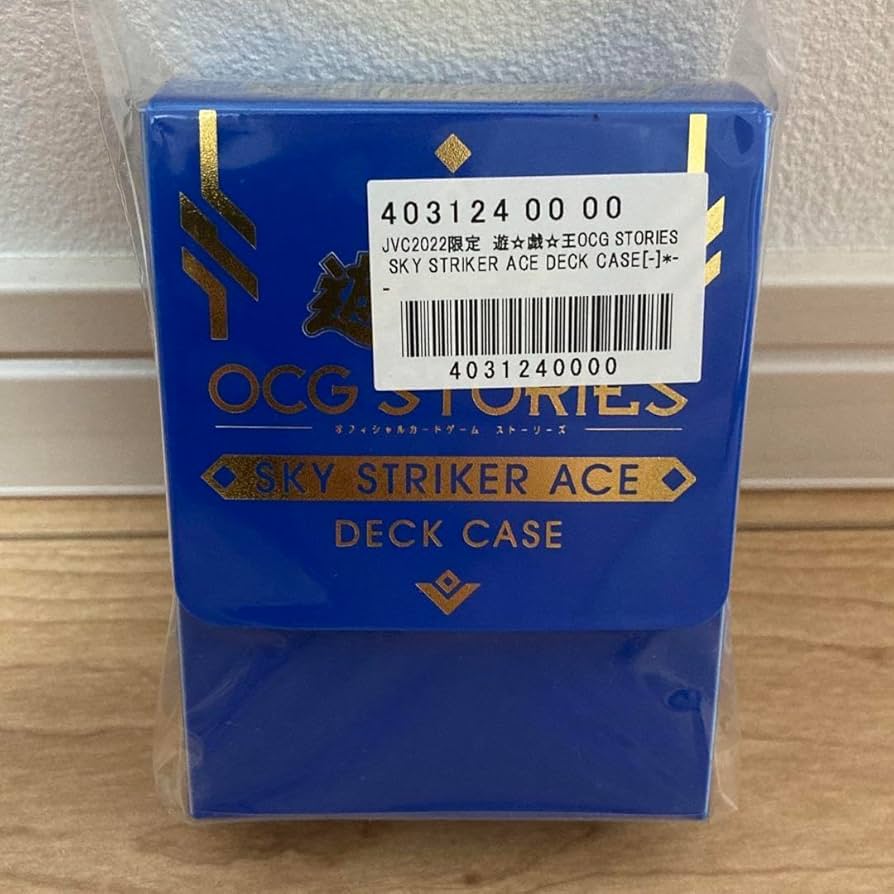 403124 00 00
JVC2022限定 遊☆戯☆王OCG STORIES
SKY STRIKER ACE DECK CASE[-]*-
-
4031240000
遊
OCG STORIES
オフィシャルカードゲーム ストーリーズ
SKY STRIKER ACE
DECK CASE